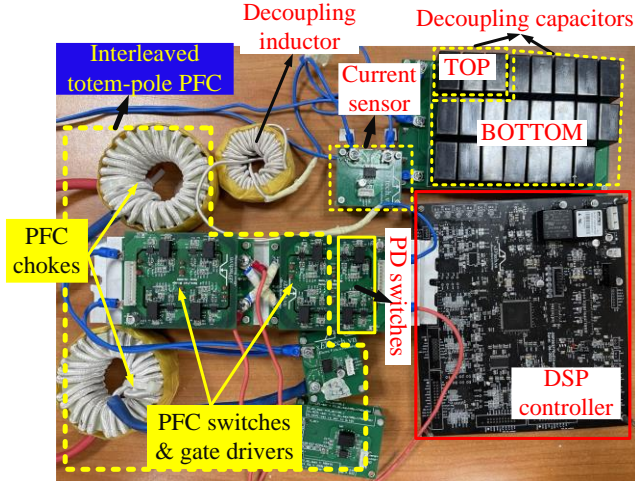 Decoupling
inductor
Decoupling capacitors
Interleaved
totem-pole PFC
Current
sensor
TOP
BOTTOM
PFC
chokes
PD switches
PFC switches
& gate drivers
DSP
controller